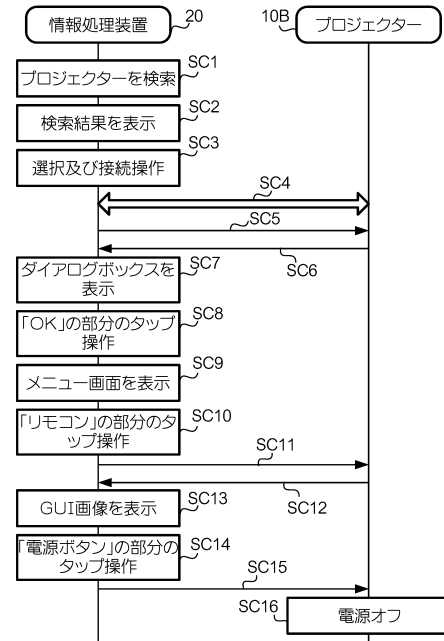 情報処理装置
20
10B
プロジェクター
プロジェクターを検索
SC1
検索結果を表示
SC2
選択及び接続操作
SC3
SC4
SC5
SC6
ダイアログボックスを
表示
SC7
「OK」の部分のタップ
操作
SC8
メニュー画面を表示
SC9
「リモコン」の部分のタ
ップ操作
SC10
SC11
SC12
GUI画像を表示
SC13
「電源ボタン」の部分の
タップ操作
SC14
SC15
SC16
電源オフ